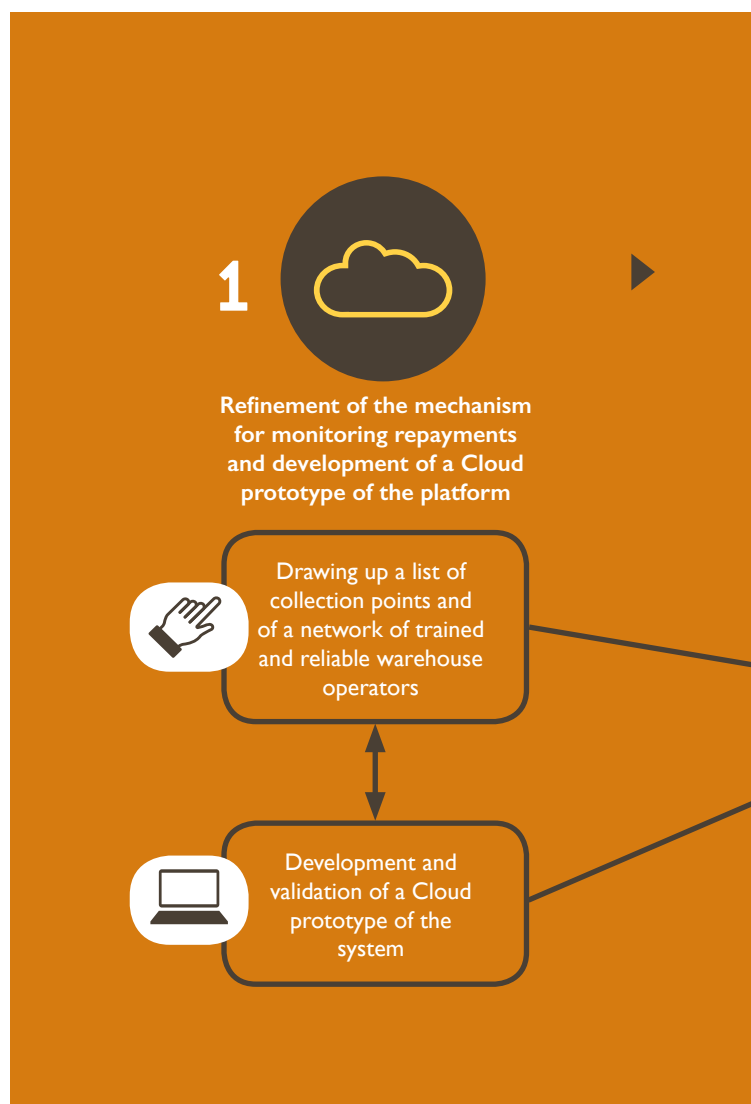 1
Refinement of the mechanism
for monitoring repayments
and development of a Cloud
prototype of the platform
Drawing up a list of
collection points and
of a network of trained
and reliable warehouse
operators
Development and
validation of a Cloud
prototype of the
system